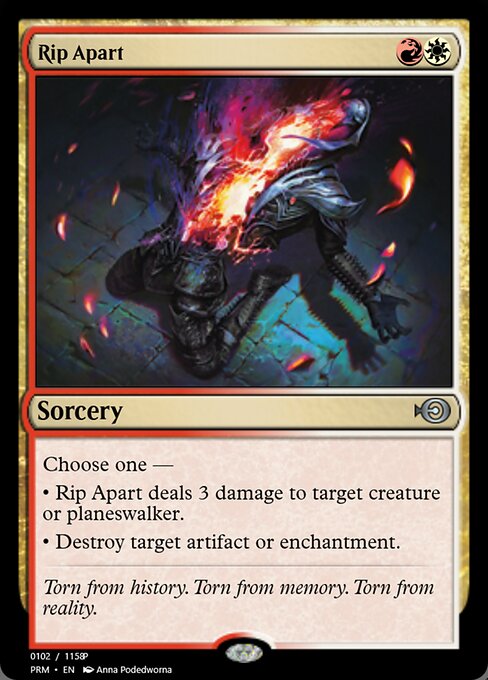 Rip Apart
Sorcery
Choose one —
• Rip Apart deals 3 damage to target creature
or planeswalker.
• Destroy target artifact or enchantment.
Torn from history. Torn from memory. Torn from
reality.
0102 / 1158P
PRM • EN Anna Podedworna